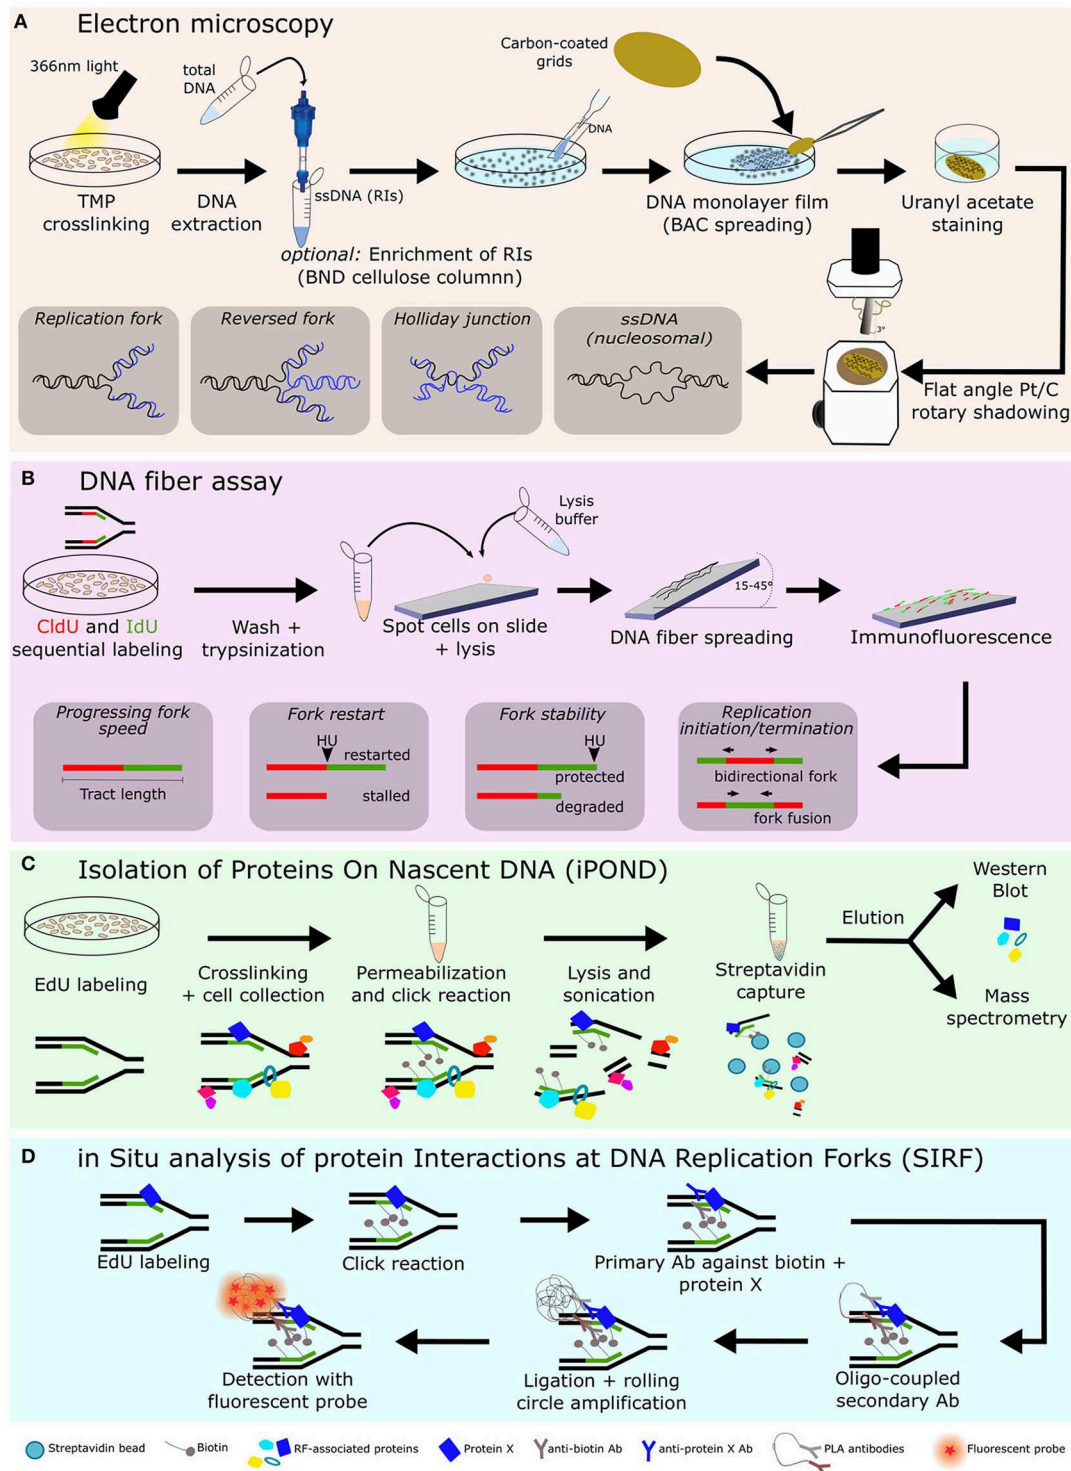 A
Electron microscopy
366nm light
total
DNA
Carbon-coated
grids
DNA
ssDNA (RIs)
TMP
crosslinking
DNA
extraction
optional: Enrichment of RIs
(BND cellulose columnn)
DNA monolayer film
(BAC spreading)
Uranyl acetate
staining
3°
Flat angle Pt/C
rotary shadowing
Replication fork
Reversed fork
Holliday junction
ssDNA
(nucleosomal)
B
DNA fiber assay
Lysis
buffer
15-45°
CldU and IdU
sequential labeling
Wash +
trypsinization
Spot cells on slide
+ lysis
DNA fiber spreading
Immunofluorescence
Progressing fork
speed
Tract length
Fork restart
HU
restarted
stalled
Fork stability
HU
protected
degraded
Replication
initiation/termination
bidirectional fork
fork fusion
C
Isolation of Proteins On Nascent DNA (iPOND)
EdU labeling
Crosslinking
+ cell collection
Permeabilization
and click reaction
Lysis and
sonication
Streptavidin
capture
Elution
Western
Blot
Mass
spectrometry
D
in Situ analysis of protein Interactions at DNA Replication Forks (SIRF)
EdU labeling
Click reaction
Primary Ab against biotin +
protein X
Detection with
fluorescent probe
Ligation + rolling
circle amplification
Oligo-coupled
secondary Ab
Streptavidin bead
Biotin
RF-associated proteins
Protein X
anti-biotin Ab
anti-protein X Ab
PLA antibodies
Fluorescent probe